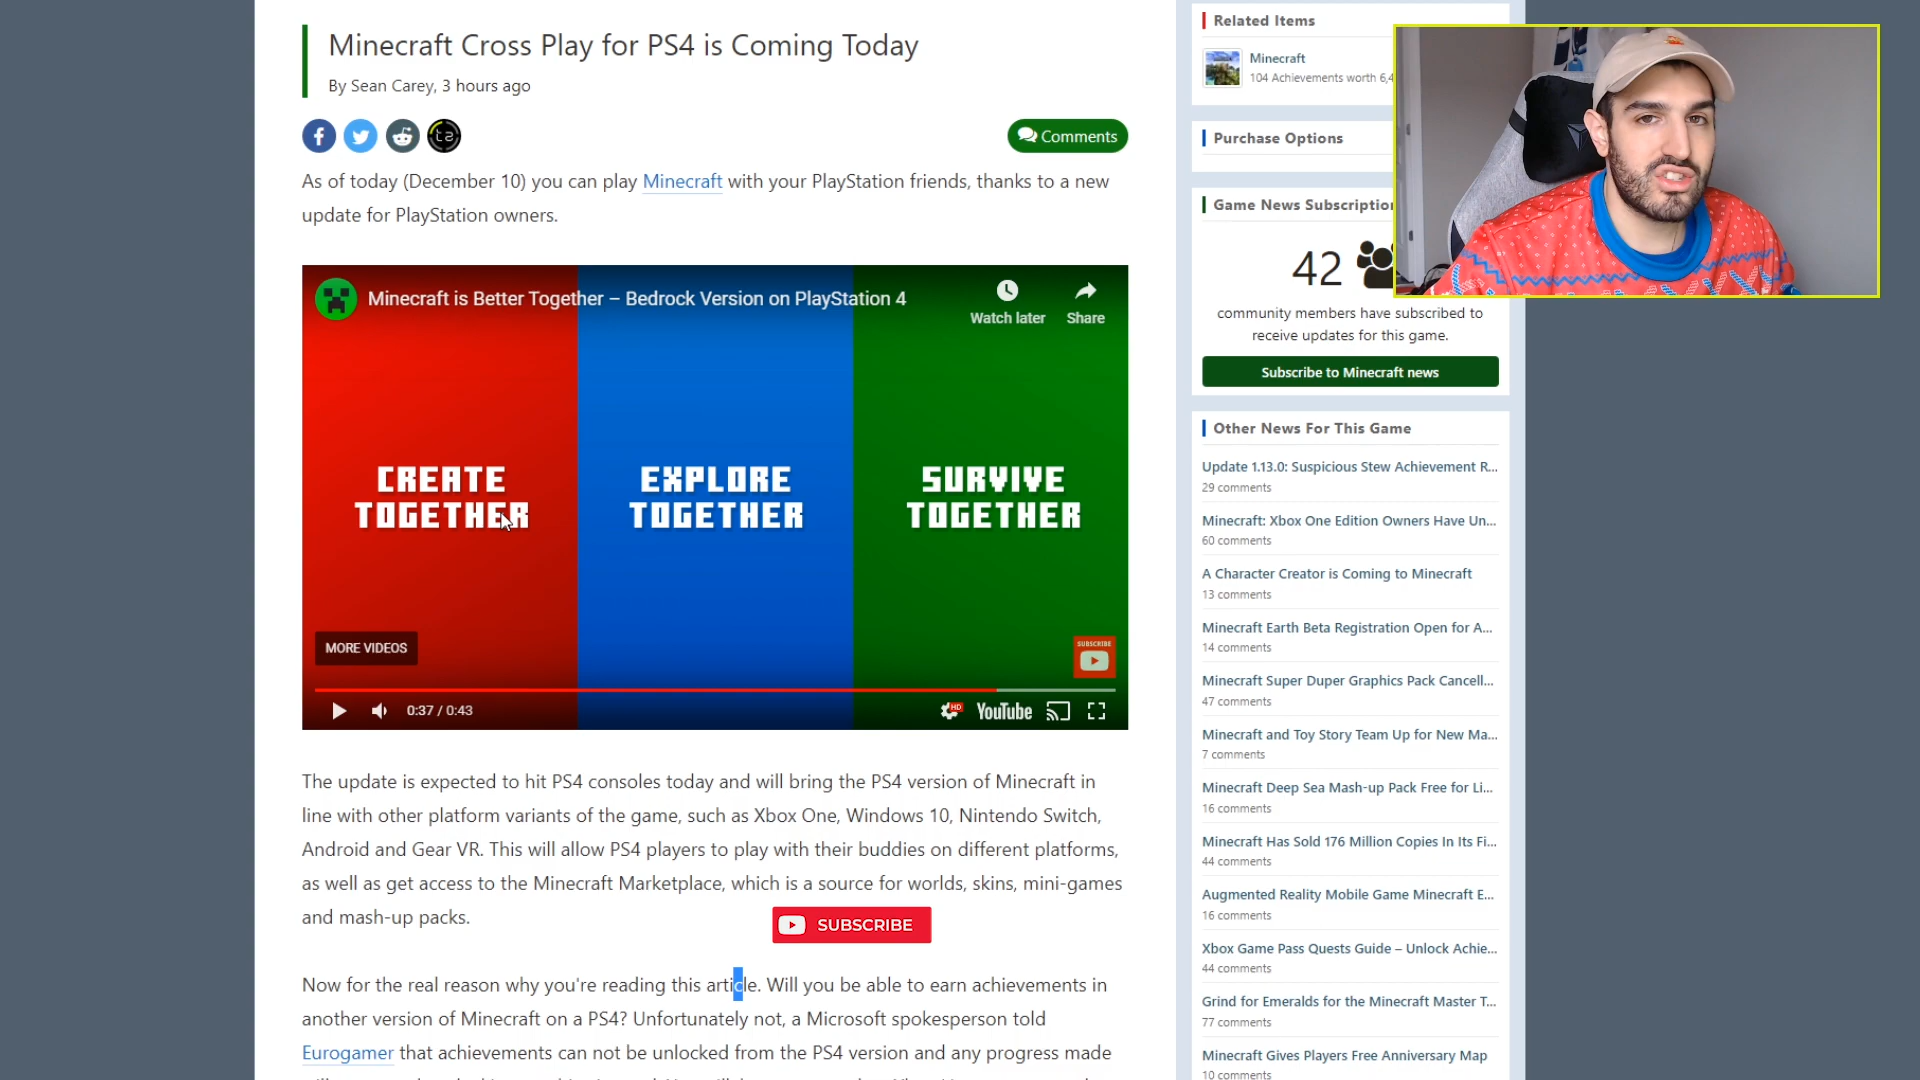 Minecraft Cross Play for PS4 is Coming Today
By Sean Carey, 3 hours ago
Comments
As of today (December 10) you can play Minecraft with your PlayStation friends, thanks to a new
update for PlayStation owners.
Minecraft is Better Together – Bedrock Version on PlayStation 4
Watch later
Share
CREATE
TOGETHER
EXPLORE
TOGETHER
SURVIVE
TOGETHER
MORE VIDEOS
SUBSCRIBE
0:37 / 0:43
HD
YouTube
The update is expected to hit PS4 consoles today and will bring the PS4 version of Minecraft in
line with other platform variants of the game, such as Xbox One, Windows 10, Nintendo Switch,
Android and Gear VR. This will allow PS4 players to play with their buddies on different platforms,
as well as get access to the Minecraft Marketplace, which is a source for worlds, skins, mini-games
and mash-up packs.
SUBSCRIBE
Now for the real reason why you're reading this article. Will you be able to earn achievements in
another version of Minecraft on a PS4? Unfortunately not, a Microsoft spokesperson told
Eurogamer that achievements can not be unlocked from the PS4 version and any progress made
Related Items
Minecraft
104 Achievements worth 6,4
Purchase Options
Game News Subscription
42
community members have subscribed to
receive updates for this game.
Subscribe to Minecraft news
Other News For This Game
Update 1.13.0: Suspicious Stew Achievement R...
29 comments
Minecraft: Xbox One Edition Owners Have Un...
60 comments
A Character Creator is Coming to Minecraft
13 comments
Minecraft Earth Beta Registration Open for A...
14 comments
Minecraft Super Duper Graphics Pack Cancell...
47 comments
Minecraft and Toy Story Team Up for New Ma...
7 comments
Minecraft Deep Sea Mash-up Pack Free for Li...
16 comments
Minecraft Has Sold 176 Million Copies In Its Fi...
44 comments
Augmented Reality Mobile Game Minecraft E...
16 comments
Xbox Game Pass Quests Guide – Unlock Achie...
44 comments
Grind for Emeralds for the Minecraft Master T...
77 comments
Minecraft Gives Players Free Anniversary Map
10 comments